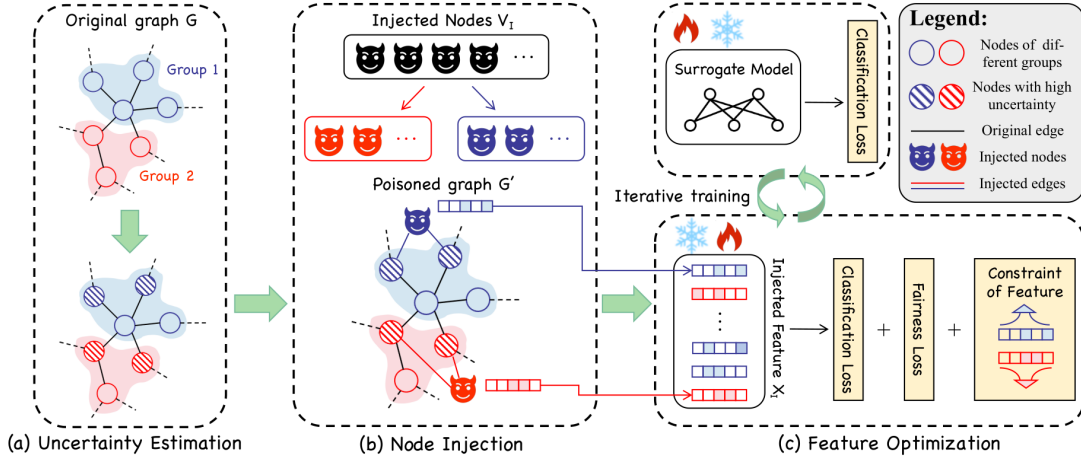 Original graph G
Group 1
Group 2
(a) Uncertainty Estimation
Injected Nodes V_I
...
...
...
Poisoned graph G'
(b) Node Injection
Surrogate Model
Classification Loss
Iterative training
Injected Feature X_I
Classification Loss
+
Fairness Loss
+
Constraint
of Feature
(c) Feature Optimization
Legend:
Nodes of dif-
ferent groups
Nodes with high
uncertainty
Original edge
Injected nodes
Injected edges